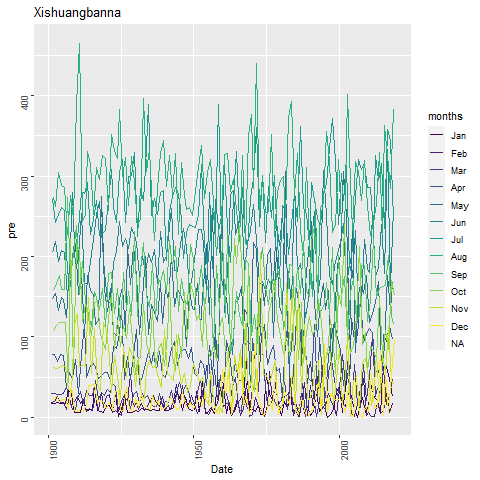 Xishuangbanna
pre
400
300
200
100
0
1900
1950
2000
Date
months
Jan
Feb
Mar
Apr
May
Jun
Jul
Aug
Sep
Oct
Nov
Dec
NA